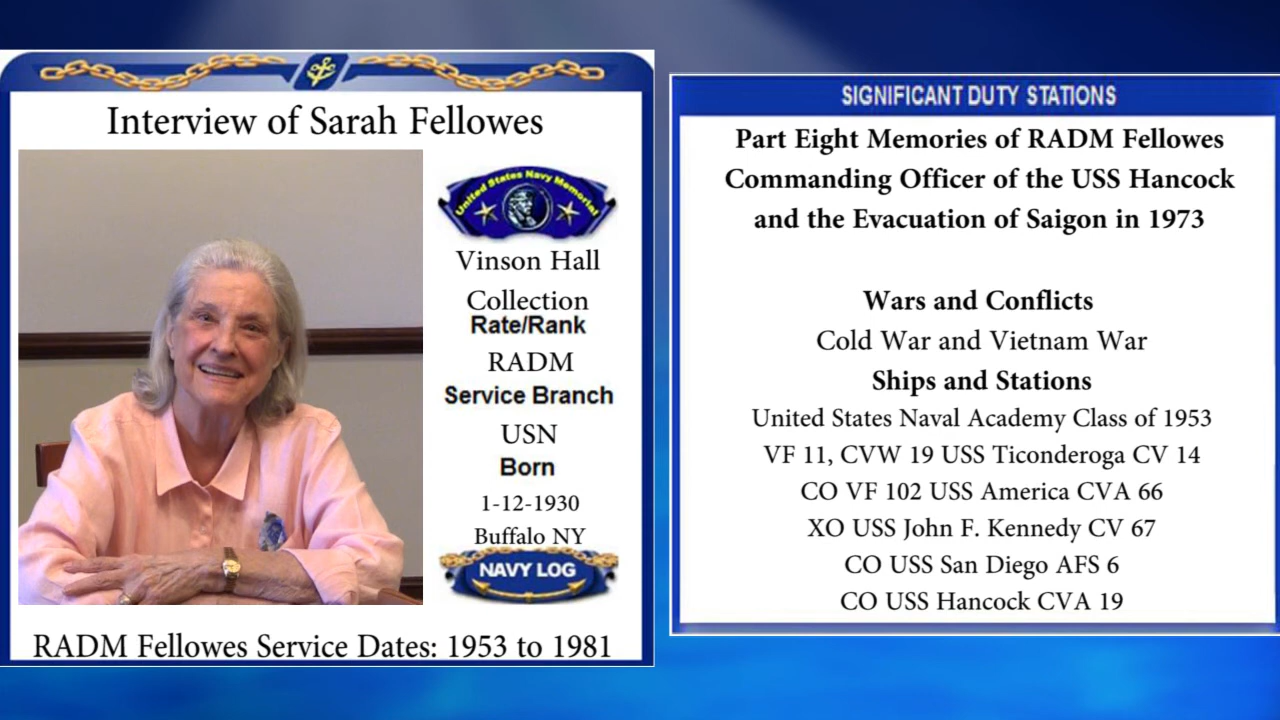 Interview of Sarah Fellowes
United States Navy Memorial
Vinson Hall
Collection
Rate/Rank
RADM
Service Branch
USN
Born
1-12-1930
Buffalo NY
NAVY LOG
RADM Fellowes Service Dates: 1953 to 1981
SIGNIFICANT DUTY STATIONS
Part Eight Memories of RADM Fellowes
Commanding Officer of the USS Hancock
and the Evacuation of Saigon in 1973
Wars and Conflicts
Cold War and Vietnam War
Ships and Stations
United States Naval Academy Class of 1953
VF 11, CVW 19 USS Ticonderoga CV 14
CO VF 102 USS America CVA 66
XO USS John F. Kennedy CV 67
CO USS San Diego AFS 6
CO USS Hancock CVA 19